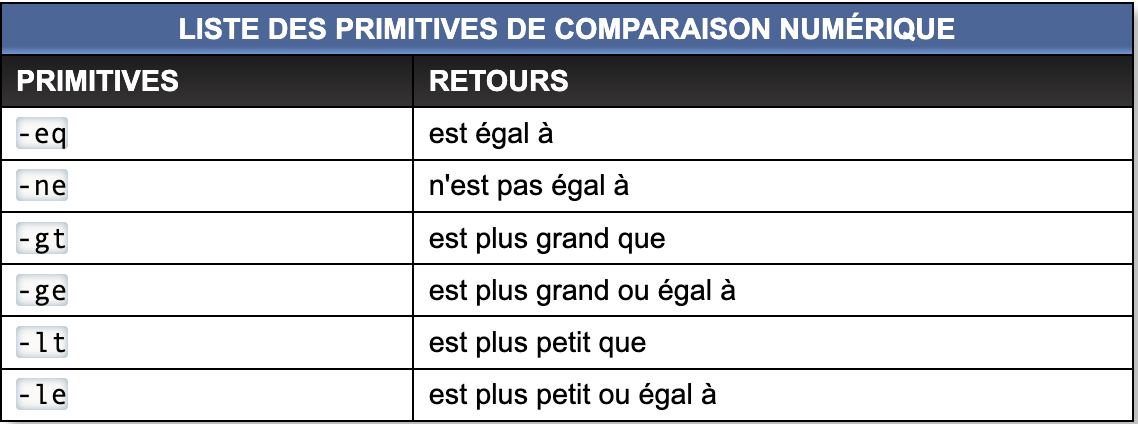 LISTE DES PRIMITIVES DE COMPARAISON NUMÉRIQUE
PRIMITIVES RETOURS
-eq est égal à
-ne n'est pas égal à
-gt est plus grand que
-ge est plus grand ou égal à
-lt est plus petit que
-le est plus petit ou égal à